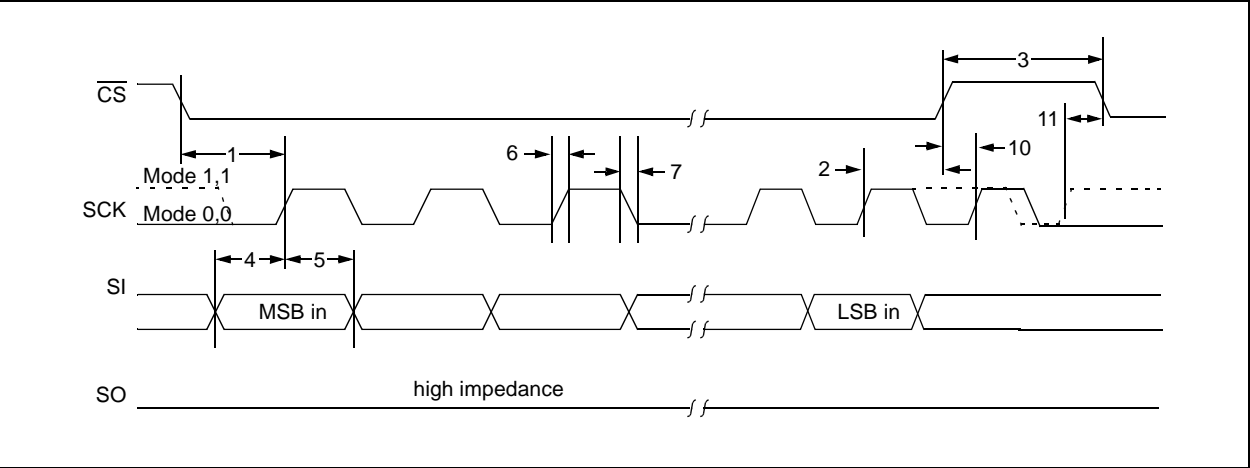 3
CS
11
1
6
7
2
10
Mode 1,1
SCK
Mode 0,0
4
5
SI
MSB in
LSB in
SO
high impedance